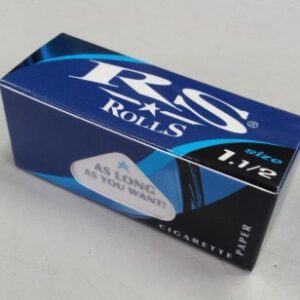 RS®
ROLLS
size
1.1/2
AS LONG
AS YOU WANT!
CIGARETTE
PAPER